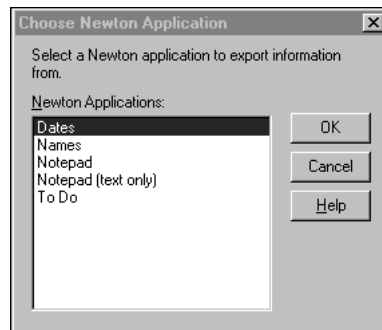 Choose Newton Application
Select a Newton application to export information
from.
Newton Applications:
Dates
Names
Notepad
Notepad (text only)
To Do
OK
Cancel
Help